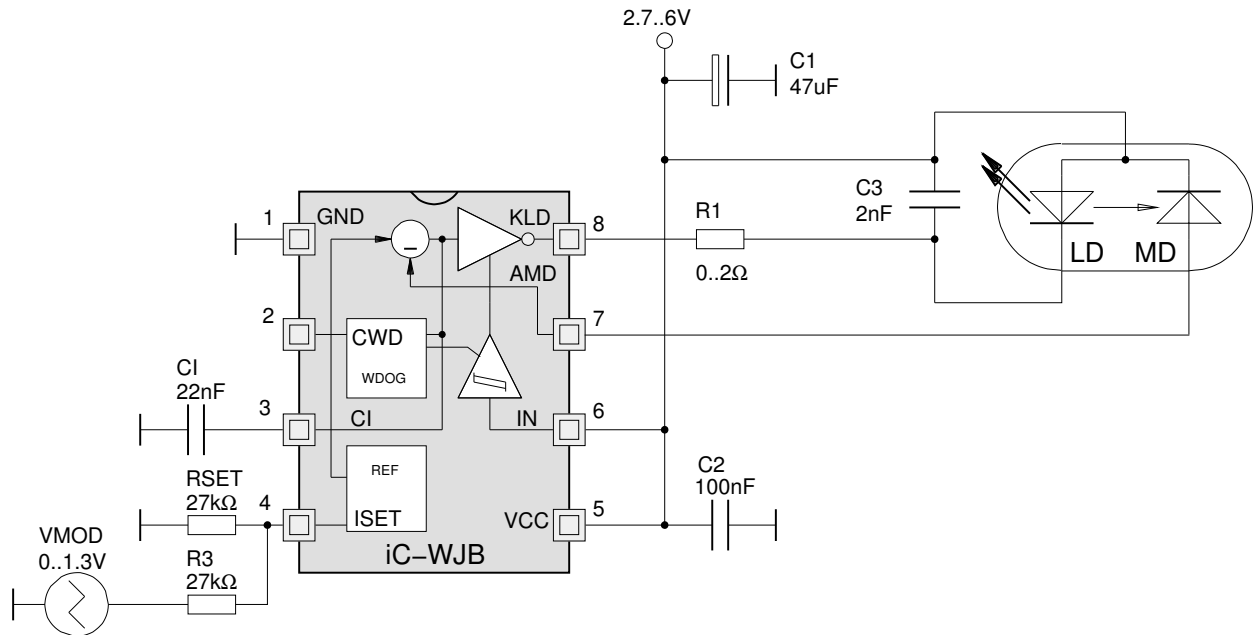 2.7..6V
C1
47uF
C3
2nF
R1
0..2Ω
LD
MD
1
GND
KLD
8
AMD
2
7
CWD
WDOG
CI
22nF
3
CI
IN
6
REF
RSET
27kΩ
4
ISET
VCC
5
C2
100nF
VMOD
0..1.3V
R3
27kΩ
iC–WJB